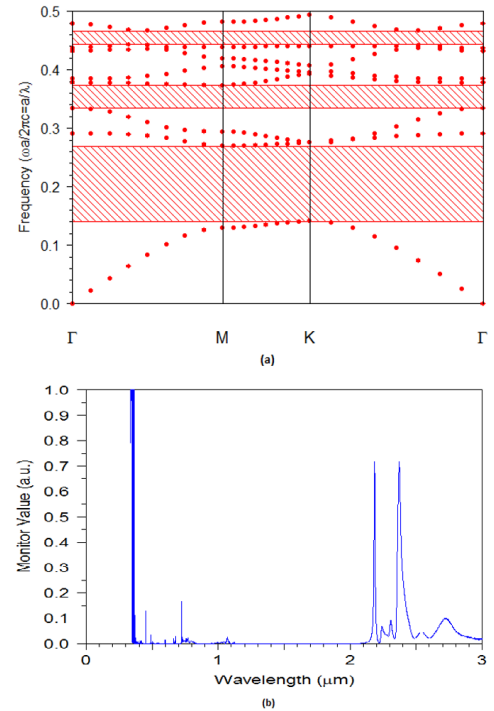 0.5
0.4
0.3
0.2
0.1
0.0
Frequency (ωa/2πc=a/λ)
Γ M K Γ
(a)
1.0
0.9
0.8
0.7
0.6
0.5
0.4
0.3
0.2
0.1
0.0
Monitor Value (a.u.)
0 1 2 3
Wavelength (μm)
(b)